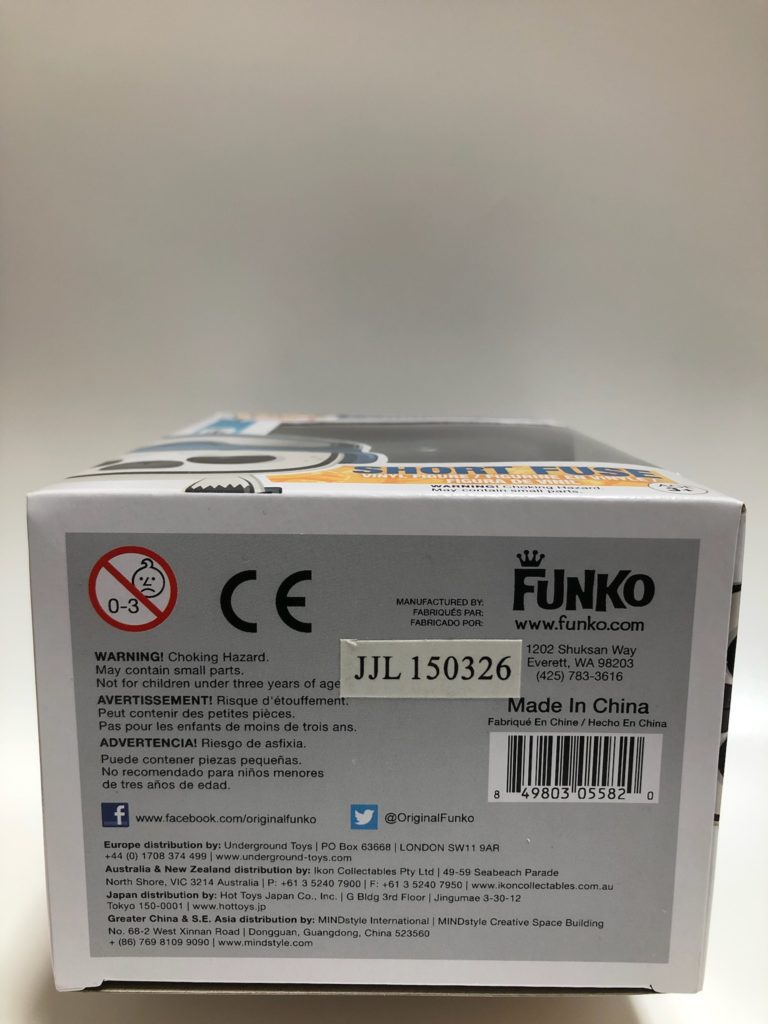 SHORT FUSE
VINYL FIGURE / FIGURINE EN VINYLE /
FIGURA DE VINIL
WARNING! Choking Hazard.
May contain small parts.
3+
0-3
CE
MANUFACTURED BY:
FABRIQUÉS PAR:
FABRICADO POR:
FUNKO
www.funko.com
1202 Shuksan Way
Everett, WA 98203
(425) 783-3616
JJL 150326
WARNING! Choking Hazard.
May contain small parts.
Not for children under three years of age
AVERTISSEMENT! Risque d'étouffement.
Peut contenir des petites pièces.
Pas pour les enfants de moins de trois ans.
ADVERTENCIA! Riesgo de asfixia.
Puede contener piezas pequeñas.
No recomendado para niños menores
de tres años de edad.
Made In China
Fabriqué En Chine / Hecho En China
8 49803 05582 0
f www.facebook.com/originalfunko
@OriginalFunko
Europe distribution by: Underground Toys | PO Box 63668 | LONDON SW11 9AR
+44 (0) 1708 374 499 | www.underground-toys.com
Australia & New Zealand distribution by: Ikon Collectables Pty Ltd | 49-59 Seabeach Parade
North Shore, VIC 3214 Australia | P: +61 3 5240 7900 | F: +61 3 5240 7950 | www.ikoncollectables.com.au
Japan distribution by: Hot Toys Japan Co., Inc. | G Bldg 3rd Floor | Jingumae 3-30-12
Tokyo 150-0001 | www.hottoys.jp
Greater China & S.E. Asia distribution by: MINDstyle International | MINDstyle Creative Space Building
No. 68-2 West Xinnan Road | Dongguan, Guangdong, China 523560
+ (86) 769 8109 9090 | www.mindstyle.com